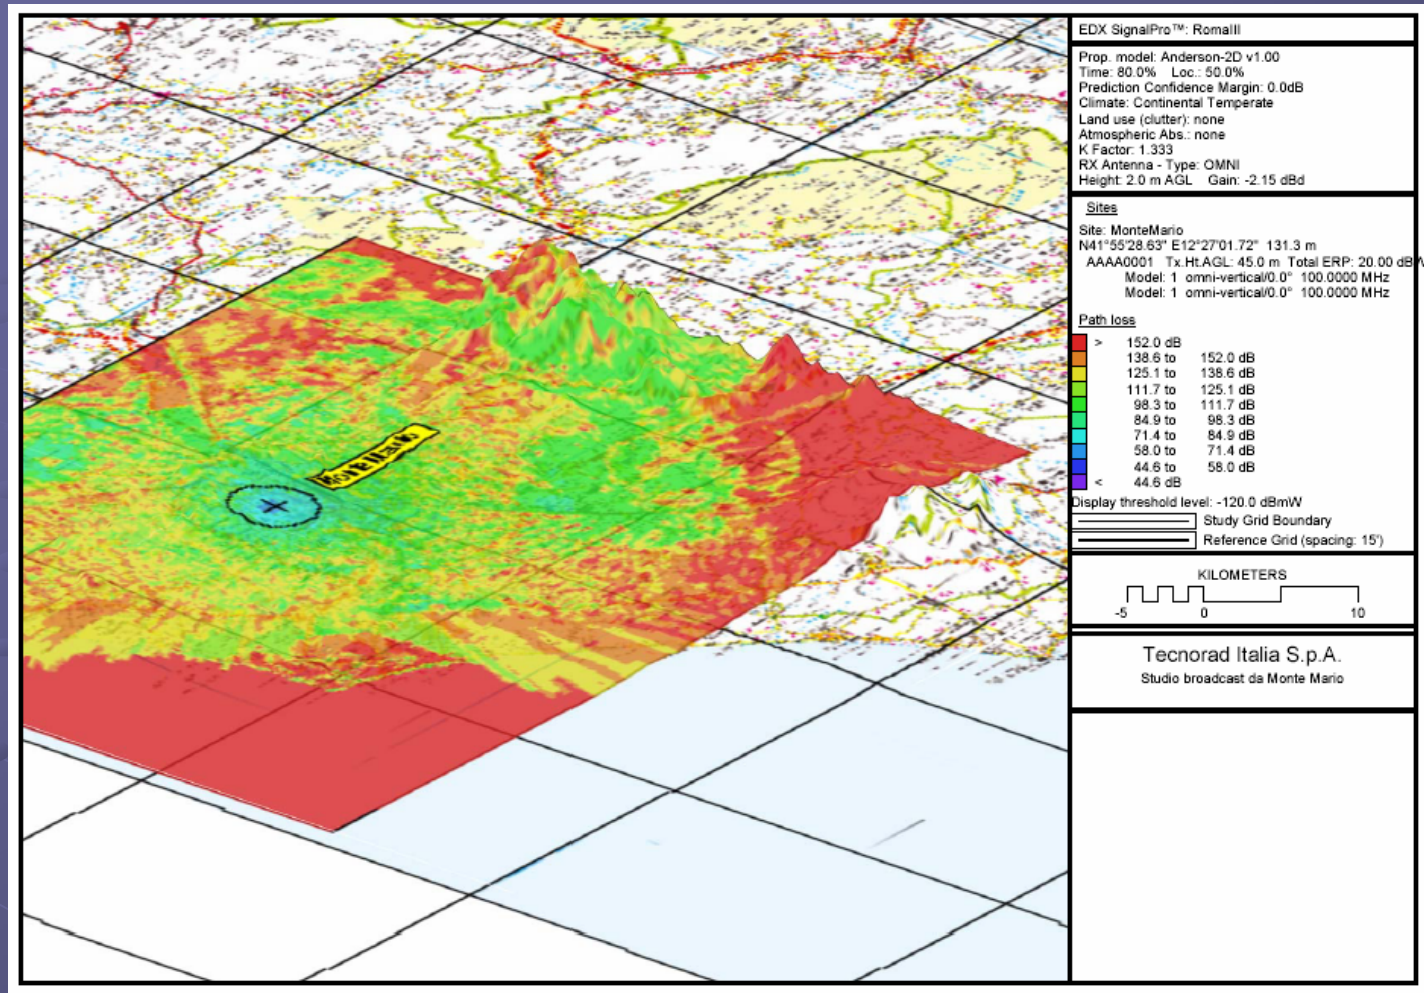 EDX SignalPro™: RomaIII
Prop. model: Anderson-2D v1.00
Time: 80.0% Loc.: 50.0%
Prediction Confidence Margin: 0.0dB
Climate: Continental Temperate
Land use (clutter): none
Atmospheric Abs.: none
K Factor: 1.333
RX Antenna - Type: OMNI
Height: 2.0 m AGL Gain: -2.15 dBd
Sites
Site: MonteMario
N41°55'28.63" E12°27'01.72" 131.3 m
AAAA0001 Tx.Ht.AGL: 45.0 m Total ERP: 20.00 dBW
Model: 1 omni-vertical/0.0° 100.0000 MHz
Model: 1 omni-vertical/0.0° 100.0000 MHz
Path loss
> 152.0 dB
138.6 to 152.0 dB
125.1 to 138.6 dB
111.7 to 125.1 dB
98.3 to 111.7 dB
84.9 to 98.3 dB
71.4 to 84.9 dB
58.0 to 71.4 dB
44.6 to 58.0 dB
< 44.6 dB
Display threshold level: -120.0 dBmW
Study Grid Boundary
Reference Grid (spacing: 15')
KILOMETERS
-5 0 10
Tecnorad Italia S.p.A.
Studio broadcast da Monte Mario
MonteMario